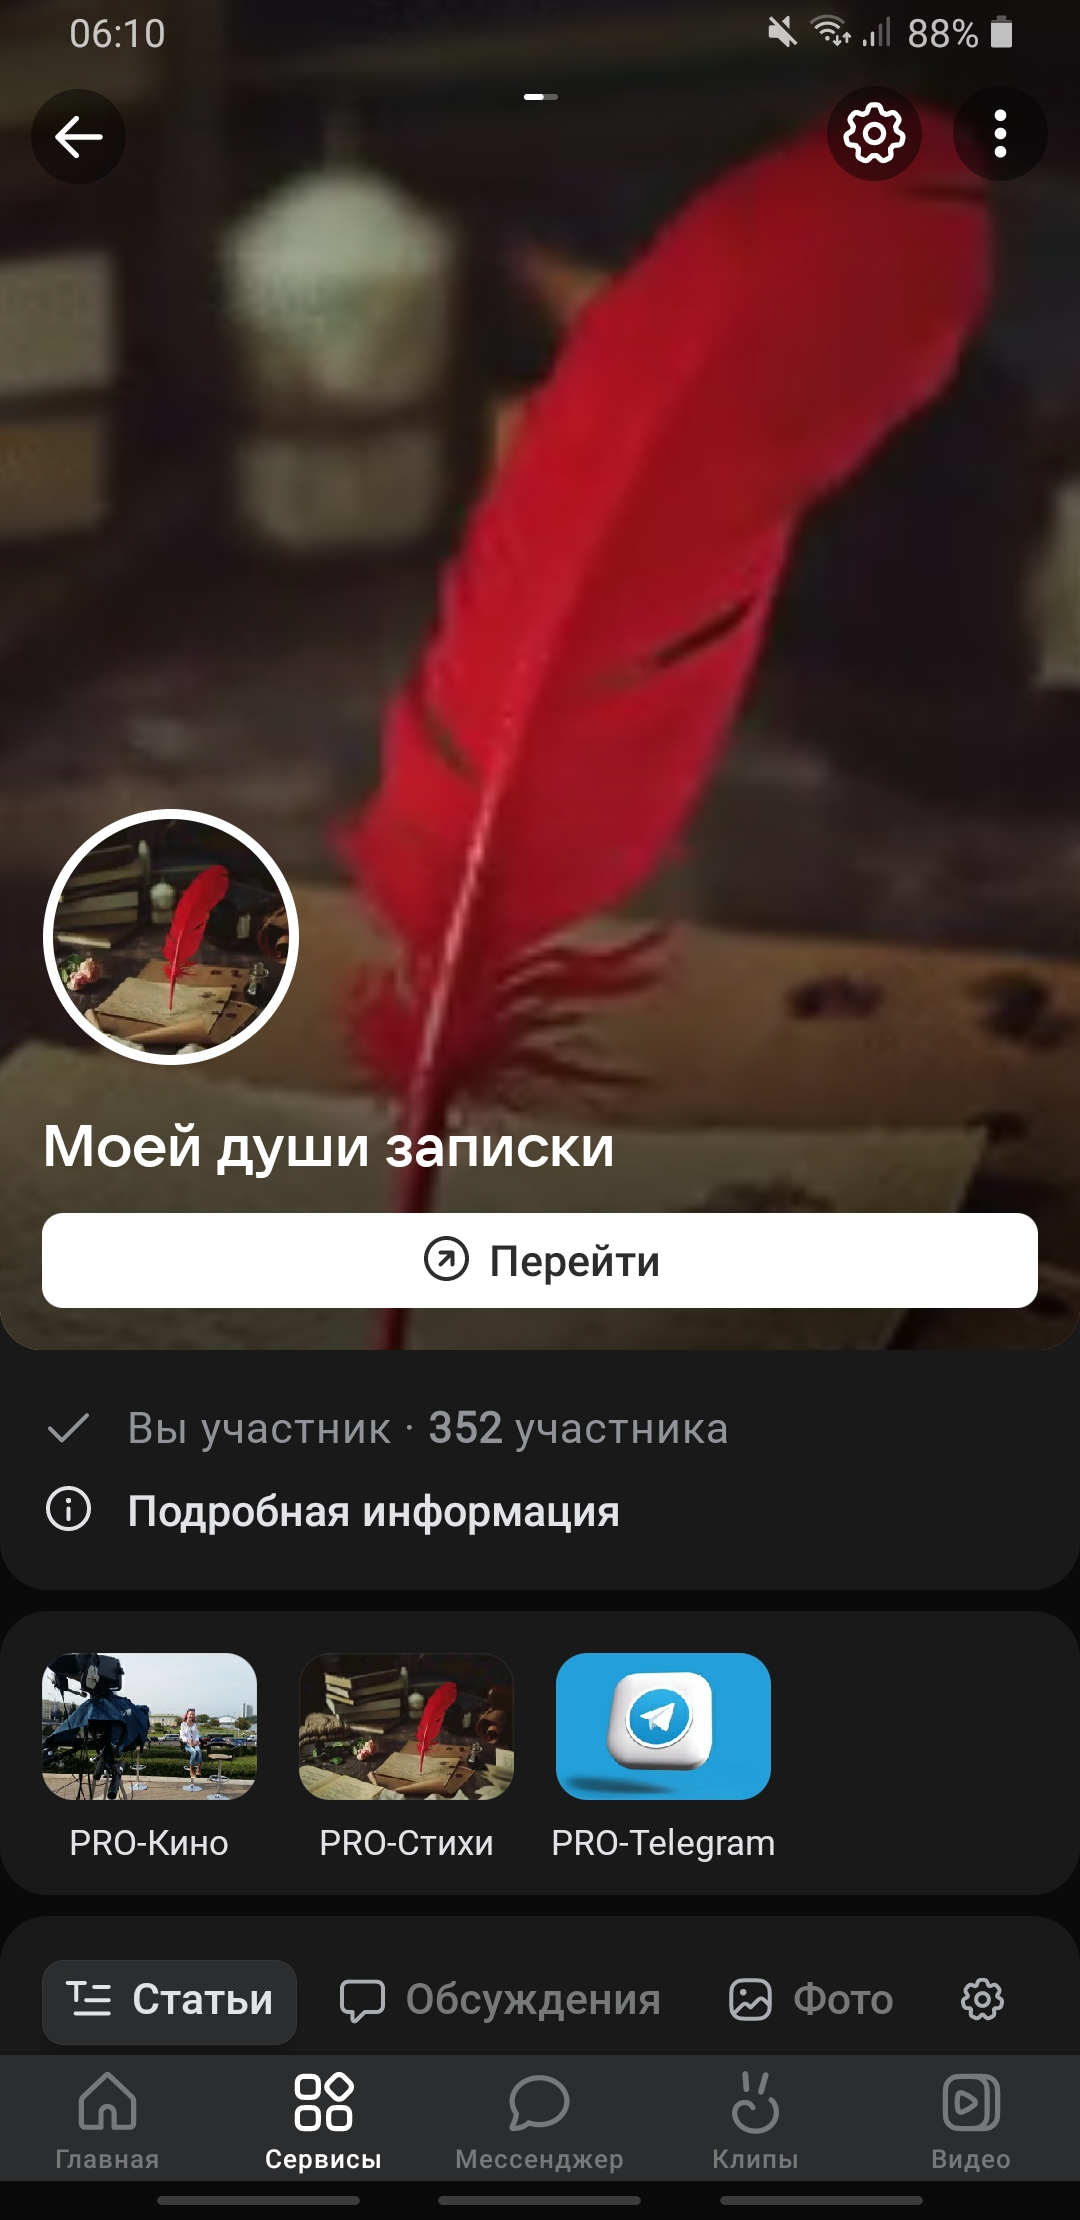 06:10
88%
Моей души записки
Перейти
Вы участник · 352 участника
Подробная информация
PRO-Кино
PRO-Стихи
PRO-Telegram
Статьи
Обсуждения
Фото
Главная
Сервисы
Мессенджер
Клипы
Видео